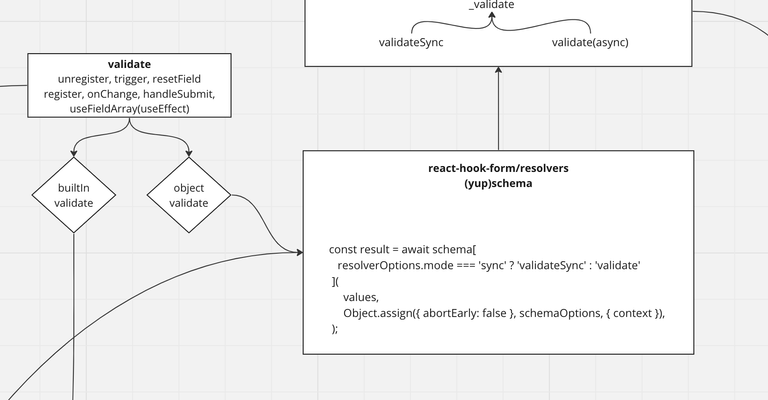 _validate
validateSync
validate(async)
validate
unregister, trigger, resetField
register, onChange, handleSubmit,
useFieldArray(useEffect)
builtIn
validate
object
validate
react-hook-form/resolvers
(yup)schema
const result = await schema[
resolverOptions.mode === 'sync' ? 'validateSync' : 'validate'
](
values,
Object.assign({ abortEarly: false }, schemaOptions, { context }),
);